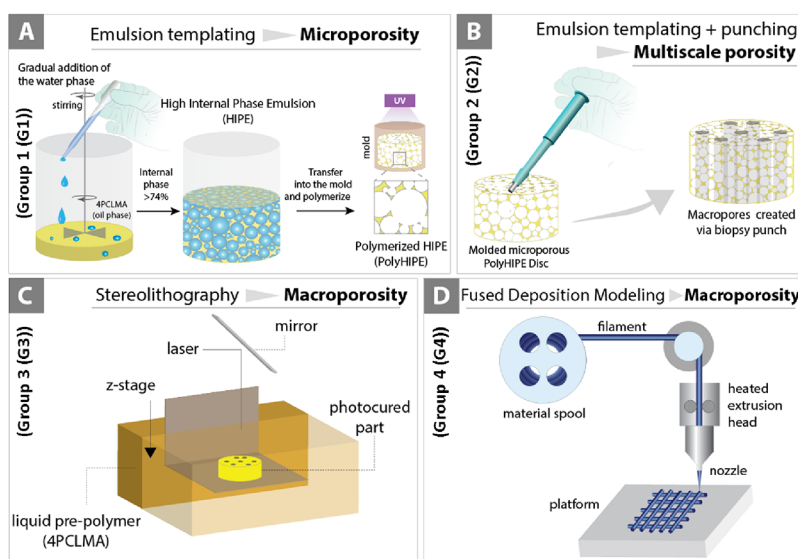 A
Emulsion templating Microporosity
(Group 1 (G1))
Gradual addition of
the water phase
stirring
4PCLMA
(oil phase)
Internal
phase
>74%
High Internal Phase Emulsion
(HIPE)
Transfer
into the mold
and polymerize
UV
mold
Polymerized HIPE
(PolyHIPE)
B
Emulsion templating + punching
Multiscale porosity
(Group 2 (G2))
Molded microporous
PolyHIPE Disc
Macropores created
via biopsy punch
C
Stereolithography Macroporosity
(Group 3 (G3))
mirror
laser
z-stage
photocured
part
liquid pre-polymer
(4PCLMA)
D
Fused Deposition Modeling Macroporosity
(Group 4 (G4))
filament
material spool
heated
extrusion
head
nozzle
platform